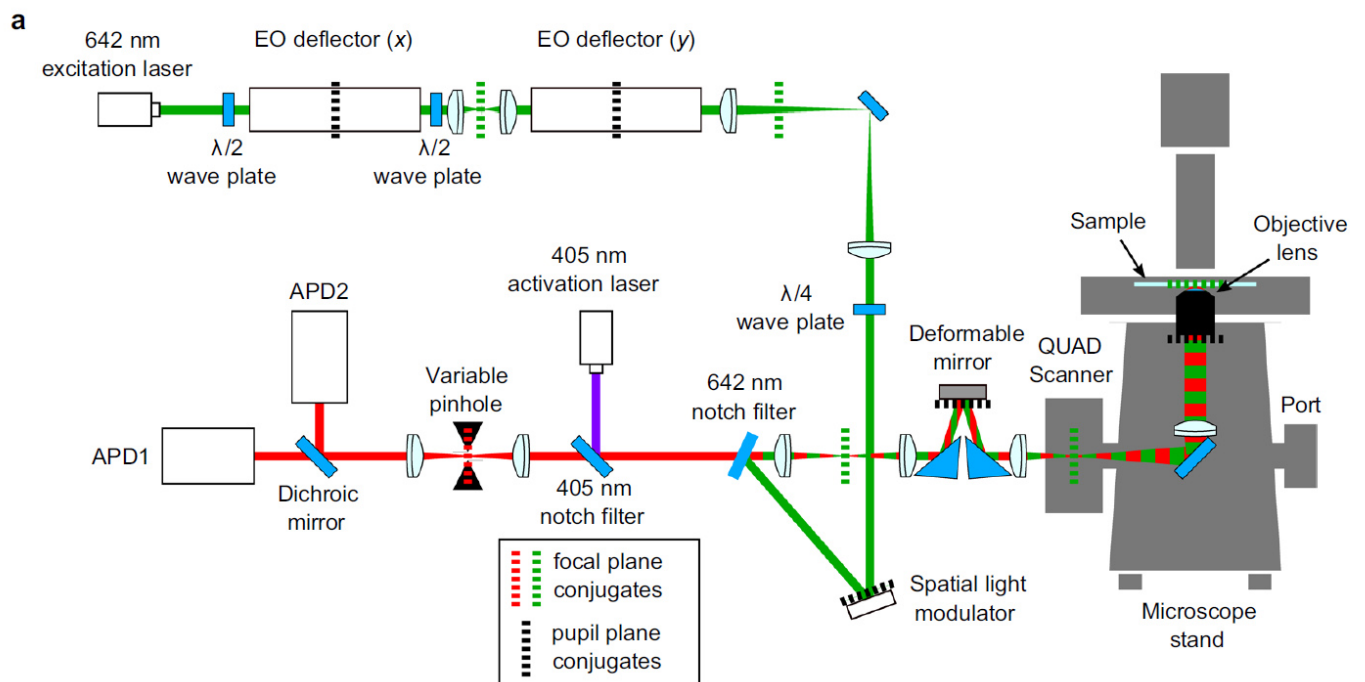 a
642 nm
excitation laser
EO deflector (x)
EO deflector (y)
λ/2
wave plate
λ/2
wave plate
Sample
Objective
lens
405 nm
activation laser
APD2
λ/4
wave plate
Deformable
mirror
QUAD
Scanner
Variable
pinhole
642 nm
notch filter
Port
APD1
Dichroic
mirror
405 nm
notch filter
focal plane
conjugates
pupil plane
conjugates
Spatial light
modulator
Microscope
stand